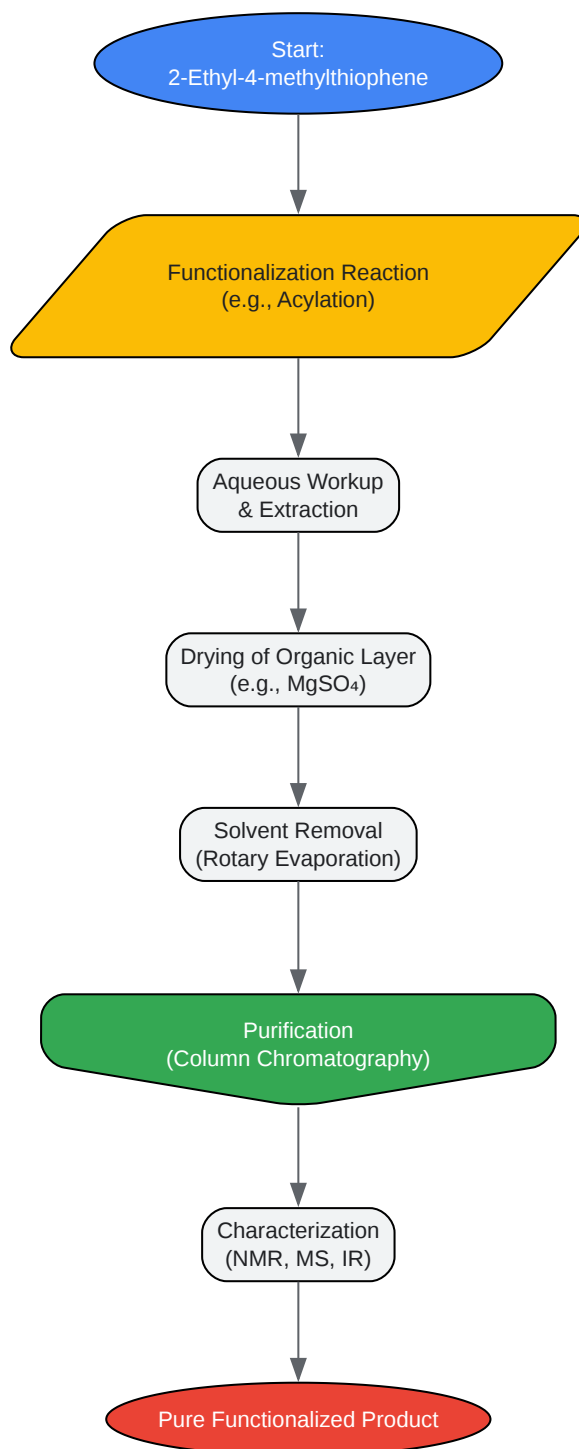 Start:
2-Ethyl-4-methylthiophene
Functionalization Reaction
(e.g., Acylation)
Aqueous Workup
& Extraction
Drying of Organic Layer
(e.g., MgSO₄)
Solvent Removal
(Rotary Evaporation)
Purification
(Column Chromatography)
Characterization
(NMR, MS, IR)
Pure Functionalized Product